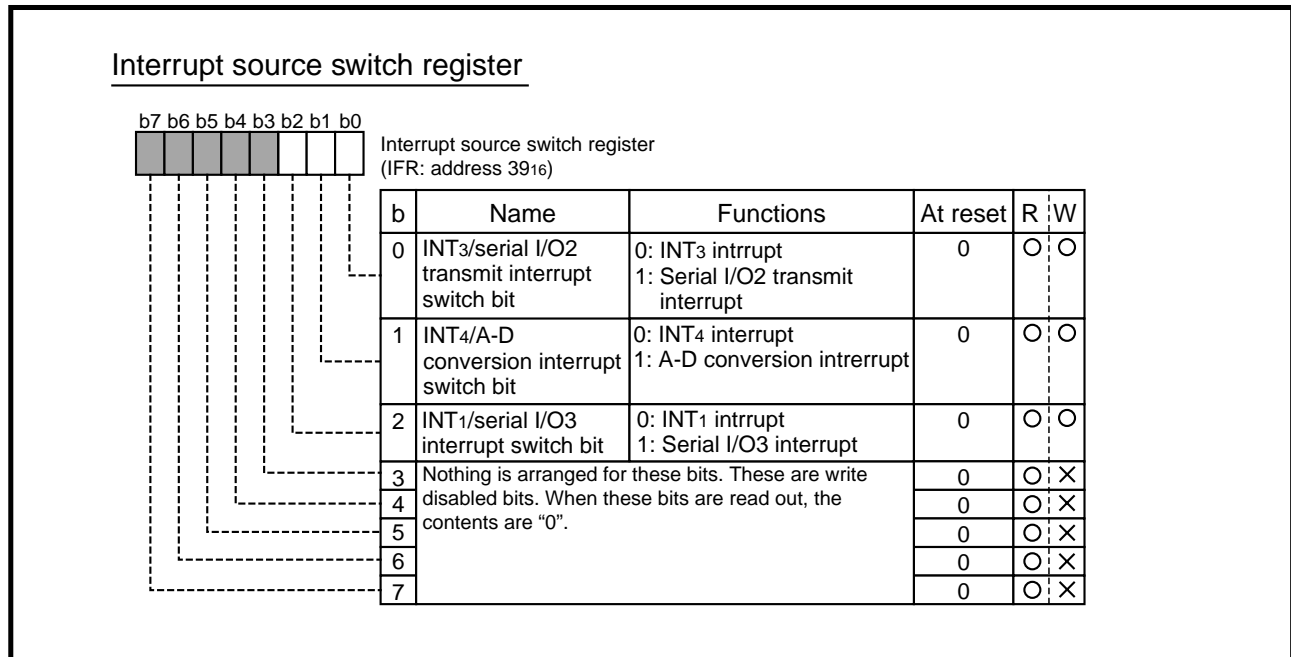 Interrupt source switch register
b7 b6 b5 b4 b3 b2 b1 b0
Interrupt source switch register
(IFR: address 3916)
b Name Functions At reset R W
0 INT3/serial I/O2 transmit interrupt switch bit 0: INT3 intrrupt 1: Serial I/O2 transmit interrupt 0 O O
1 INT4/A-D conversion interrupt switch bit 0: INT4 interrupt 1: A-D conversion intrerrupt 0 O O
2 INT1/serial I/O3 interrupt switch bit 0: INT1 intrrupt 1: Serial I/O3 interrupt 0 O O
3 Nothing is arranged for these bits. These are write 0 O ×
4 disabled bits. When these bits are read out, the 0 O ×
5 contents are “0”. 0 O ×
6 0 O ×
7 0 O ×